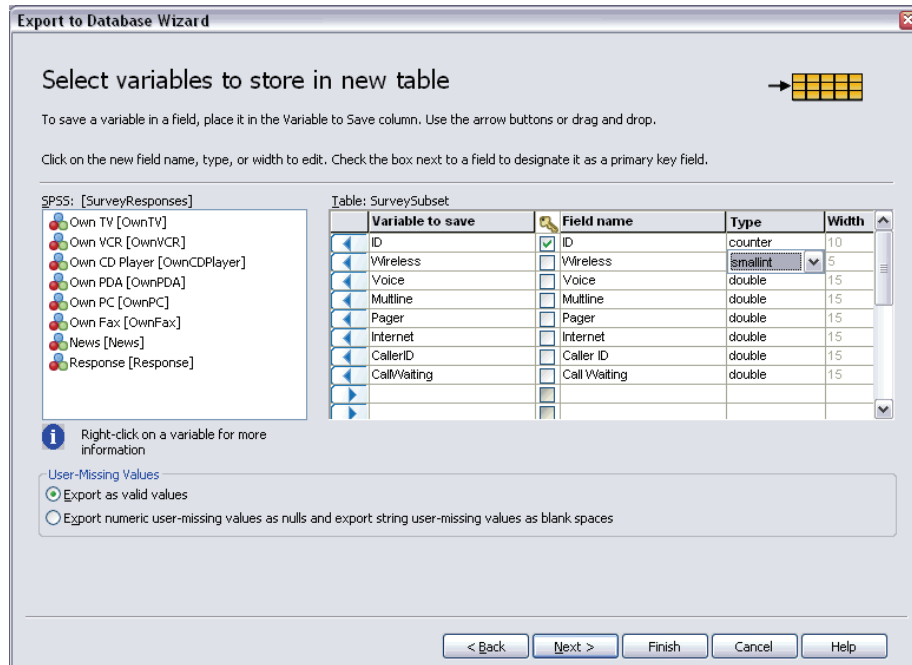 Export to Database Wizard
Select variables to store in new table
To save a variable in a field, place it in the Variable to Save column. Use the arrow buttons or drag and drop.
Click on the new field name, type, or width to edit. Check the box next to a field to designate it as a primary key field.
SPSS: [SurveyResponses]
Own TV [OwnTV]
Own VCR [OwnVCR]
Own CD Player [OwnCDPlayer]
Own PDA [OwnPDA]
Own PC [OwnPC]
Own Fax [OwnFax]
News [News]
Response [Response]
Table: SurveySubset
Variable to save Field name Type Width
ID ID counter 10
Wireless Wireless smallint 5
Voice Voice double 15
Multline Multline double 15
Pager Pager double 15
Internet Internet double 15
CallerID Caller ID double 15
CallWaiting Call Waiting double 15
i Right-click on a variable for more
information
User-Missing Values
Export as valid values
Export numeric user-missing values as nulls and export string user-missing values as blank spaces
< Back Next > Finish Cancel Help